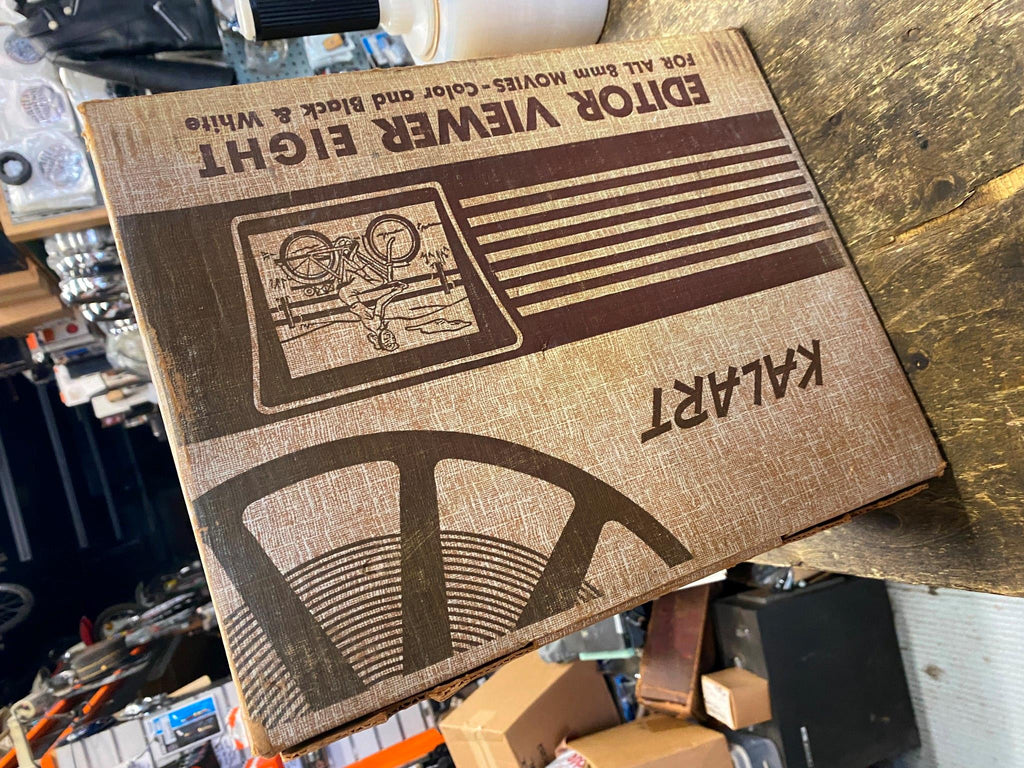 KALART
EDITOR VIEWER EIGHT
FOR ALL 8mm MOVIES - Color and Black & White